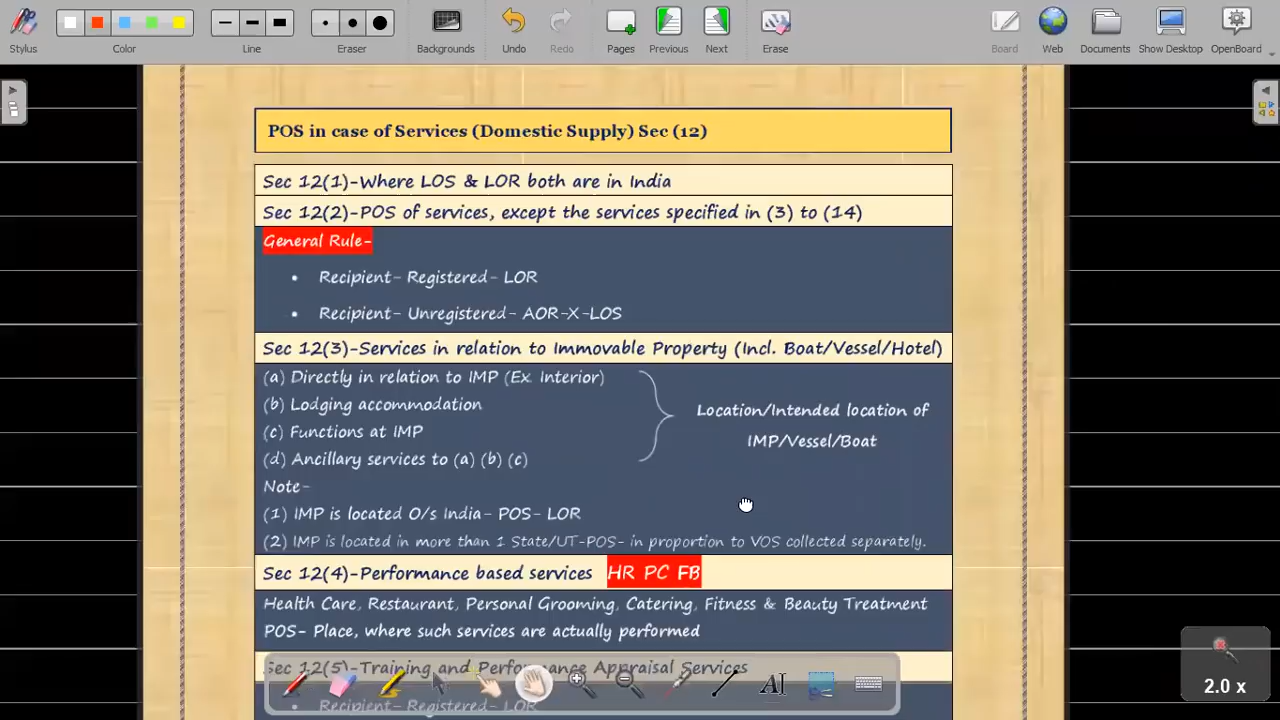 Stylus Color Line Eraser Backgrounds Undo Redo Pages Previous Next Erase Board Web Documents Show Desktop OpenBoard
POS in case of Services (Domestic Supply) Sec (12)
Sec 12(1)-Where LOS & LOR both are in India
Sec 12(2)-POS of services, except the services specified in (3) to (14)
General Rule-
• Recipient- Registered- LOR
• Recipient- Unregistered- AOR-X-LOS
Sec 12(3)-Services in relation to Immovable Property (Incl. Boat/Vessel/Hotel)
(a) Directly in relation to IMP (Ex. Interior)
(b) Lodging accommodation
(c) Functions at IMP
(d) Ancillary services to (a) (b) (c)
Location/Intended location of
IMP/Vessel/Boat
Note-
(1) IMP is located O/s India- POS- LOR
(2) IMP is located in more than 1 State/UT-POS- in proportion to VOS collected separately.
Sec 12(4)-Performance based services HR PC FB
Health Care, Restaurant, Personal Grooming, Catering, Fitness & Beauty Treatment
POS- Place, where such services are actually performed
Sec 12(5)-Training and Performance Appraisal Services
• Recipient- Registered- LOR
AI
2.0 x